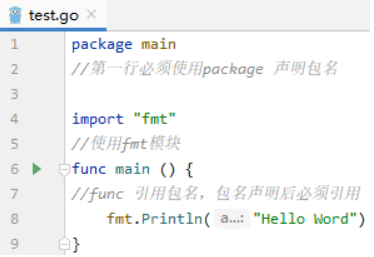 test.go ×
1 package main
2 //第一行必须使用package 声明包名
3
4 import "fmt"
5 //使用fmt模块
6 func main () {
7 //func 引用包名，包名声明后必须引用
8 fmt.Println( a...: "Hello Word")
9 }